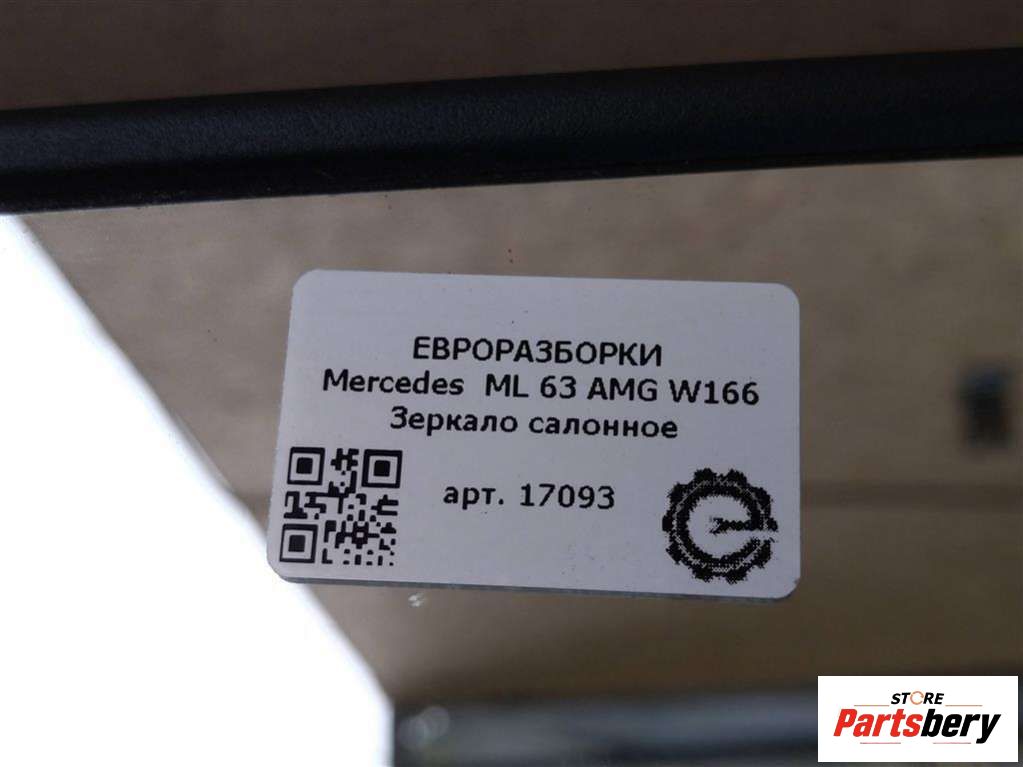 ЕВРОРАЗБОРКИ
Mercedes ML 63 AMG W166
Зеркало салонное
арт. 17093
STORE
Partsbery